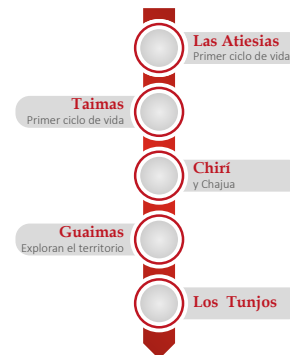 Las Atiesias
Primer ciclo de vida
Taimas
Primer ciclo de vida
Chirí
y Chajua
Guaimas
Exploran el territorio
Los Tunjos